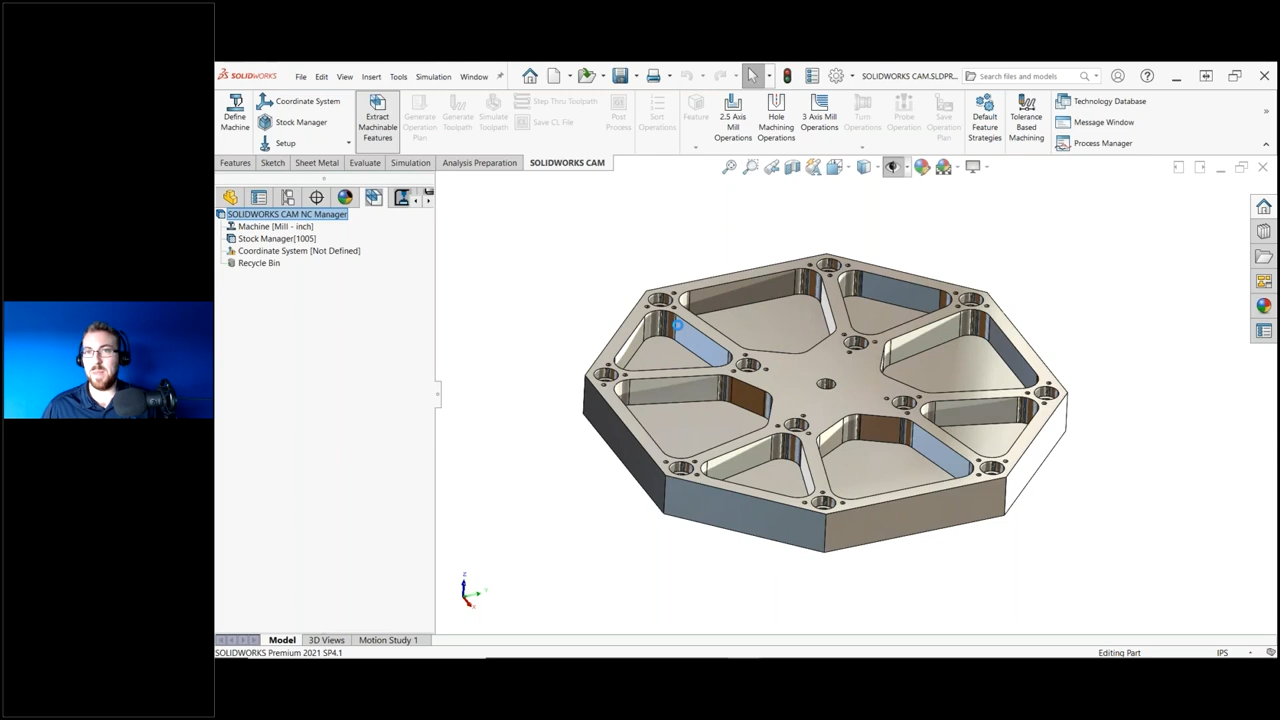 SOLIDWORKS File Edit View Insert Tools Simulation Window SOLIDWORKS CAM.SLDPR... Search files and models
Define Machine
Coordinate System
Stock Manager
Setup
Extract Machinable Features
Generate Operation Plan
Generate Toolpath
Simulate Toolpath
Step Thru Toolpath
Save CL File
Post Process
Sort Operations
Feature
2.5 Axis Mill Operations
Hole Machining Operations
3 Axis Mill Operations
Turn Operations
Probe Operation
Save Operation Plan
Default Feature Strategies
Tolerance Based Machining
Technology Database
Message Window
Process Manager
Features Sketch Sheet Metal Evaluate Simulation Analysis Preparation SOLIDWORKS CAM
SOLIDWORKS CAM NC Manager
Machine [Mill - inch]
Stock Manager[1005]
Coordinate System [Not Defined]
Recycle Bin
Z
Y
X
Model 3D Views Motion Study 1
SOLIDWORKS Premium 2021 SP4.1 Editing Part IPS